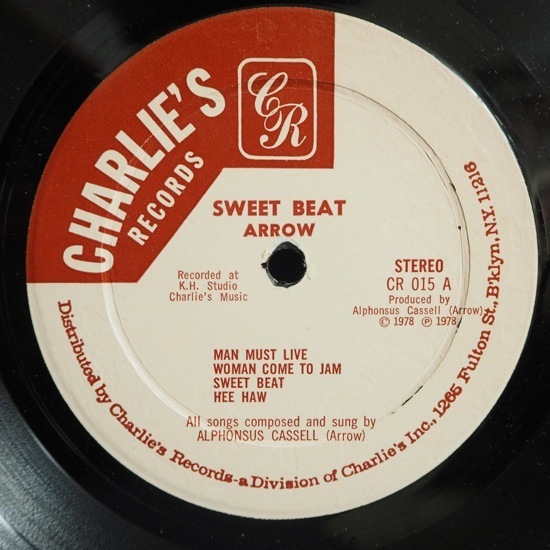 CHARLIE'S
RECORDS
CR
SWEET BEAT
ARROW
Recorded at
K.H. Studio
Charlie's Music
STEREO
CR 015 A
Produced by
Alphonsus Cassell (Arrow)
© 1978 ℗ 1978
MAN MUST LIVE
WOMAN COME TO JAM
SWEET BEAT
HEE HAW
All songs composed and sung by
ALPHONSUS CASSELL (Arrow)
Distributed by Charlie's Records-a Division of Charlie's Inc., 1265 Fulton St., B'klyn, N.Y. 11216